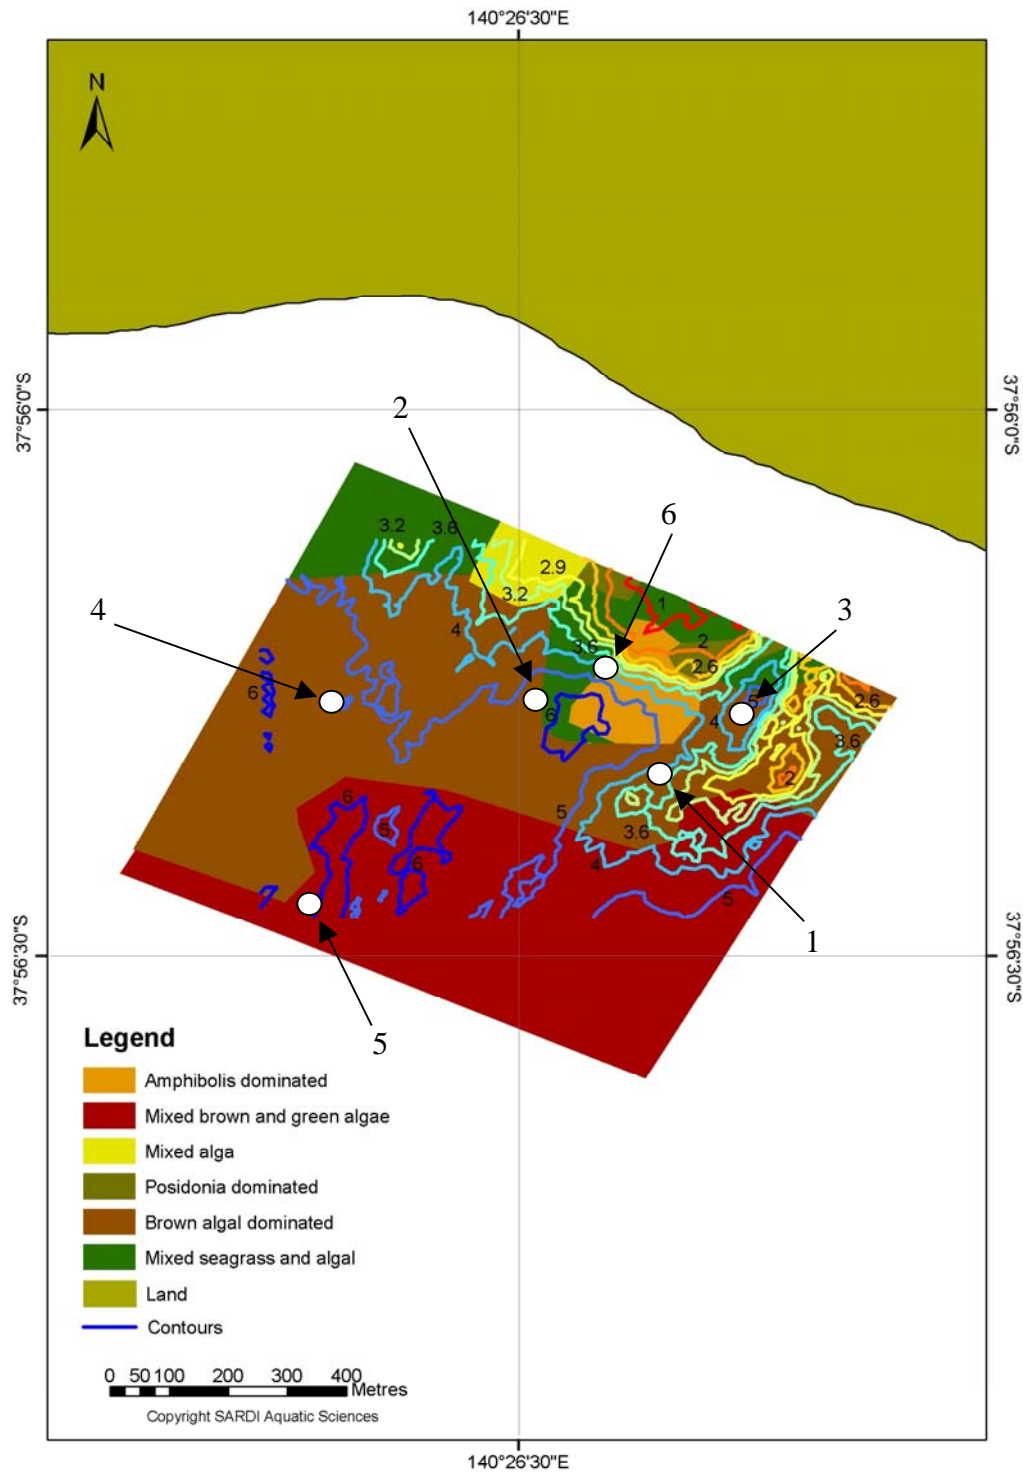 140°26'30"E
N
37°56'0"S
37°56'0"S
2
6
3.2
3.6
2.9
3.2
1
4
3
4
2
3.6
2.6
6
5
2.6
6
4
3.6
2
6
5
5
3.6
6
4
5
1
37°56'30"S
37°56'30"S
5
Legend
Amphibolis dominated
Mixed brown and green algae
Mixed alga
Posidonia dominated
Brown algal dominated
Mixed seagrass and algal
Land
Contours
0 50 100 200 300 400
Metres
Copyright SARDI Aquatic Sciences
140°26'30"E